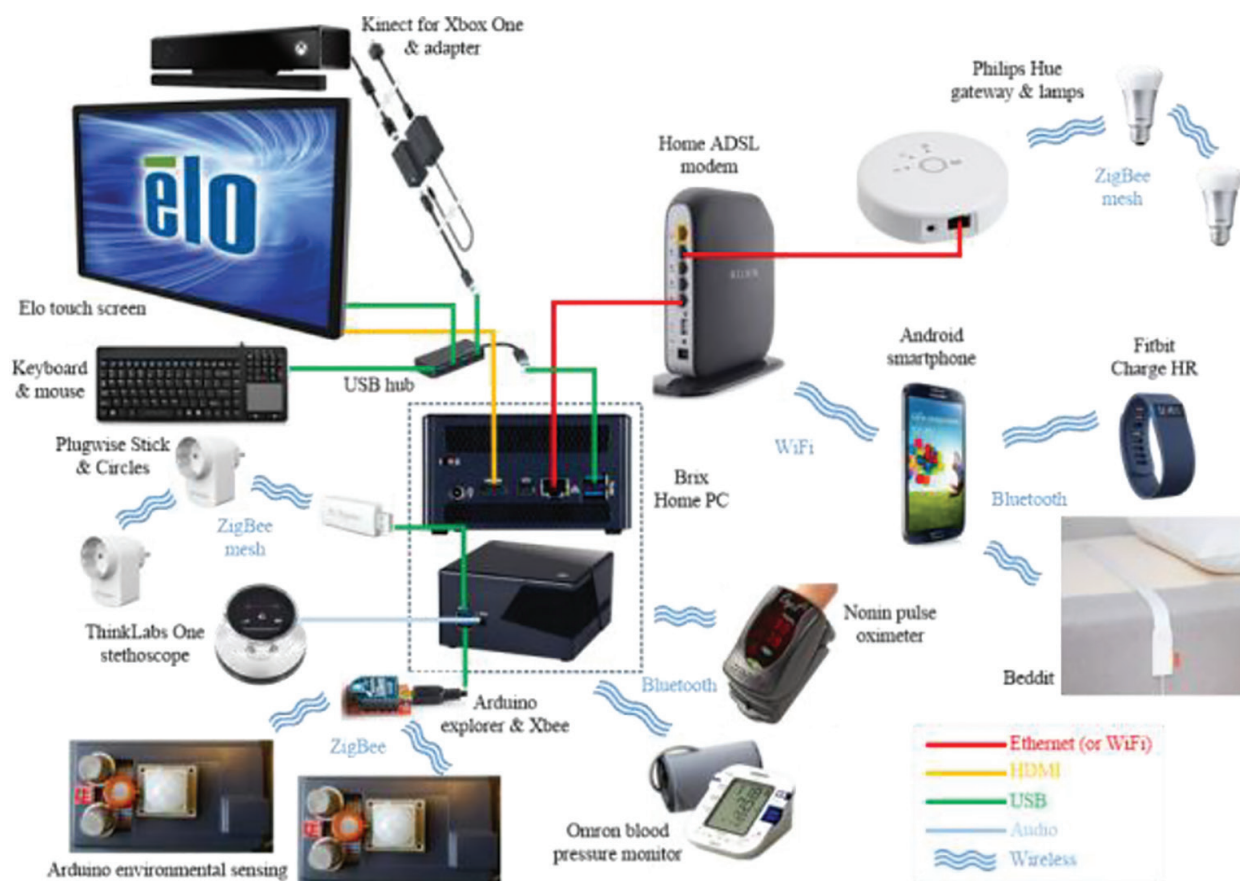 Kinect for Xbox One
& adapter
Philips Hue
gateway & lamps
Home ADSL
modem
ZigBee
mesh
elo
BELKIN
Elo touch screen
Android
smartphone
Fitbit
Charge HR
Keyboard
& mouse
USB hub
WiFi
Plugwise Stick
& Circles
Brix
Home PC
Bluetooth
ZigBee
mesh
ThinkLabs One
stethoscope
Nonin pulse
oximeter
Beddit
Bluetooth
Arduino
explorer & Xbee
ZigBee
Ethernet (or WiFi)
HDMI
USB
Audio
Wireless
Omron blood
pressure monitor
Arduino environmental sensing